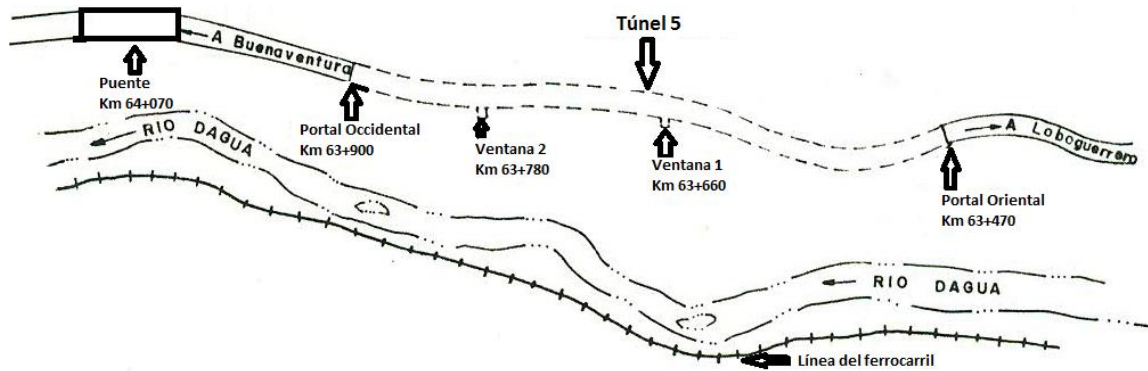 Túnel 5
A Buenaventura
Puente
Km 64+070
Portal Occidental
Km 63+900
Ventana 2
Km 63+780
Ventana 1
Km 63+660
A Loboguerrero
Portal Oriental
Km 63+470
RIO DAGUA
RIO DAGUA
Línea del ferrocarril